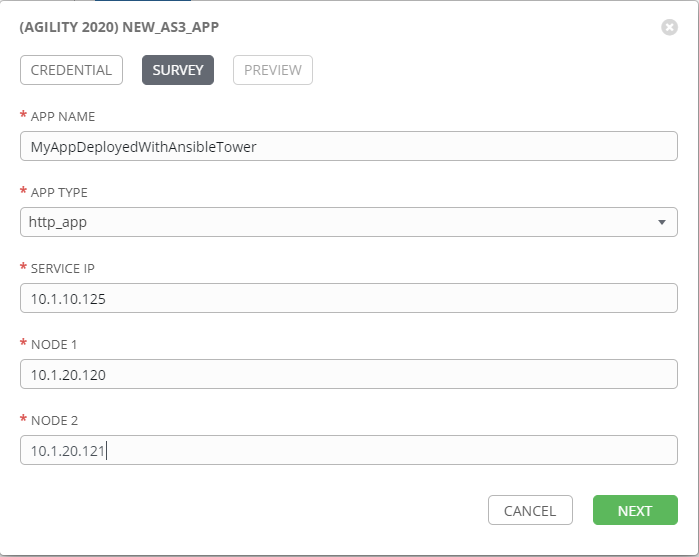 (AGILITY 2020) NEW_AS3_APP
CREDENTIAL SURVEY PREVIEW
* APP NAME
MyAppDeployedWithAnsibleTower
* APP TYPE
http_app
* SERVICE IP
10.1.10.125
* NODE 1
10.1.20.120
* NODE 2
10.1.20.121
CANCEL NEXT